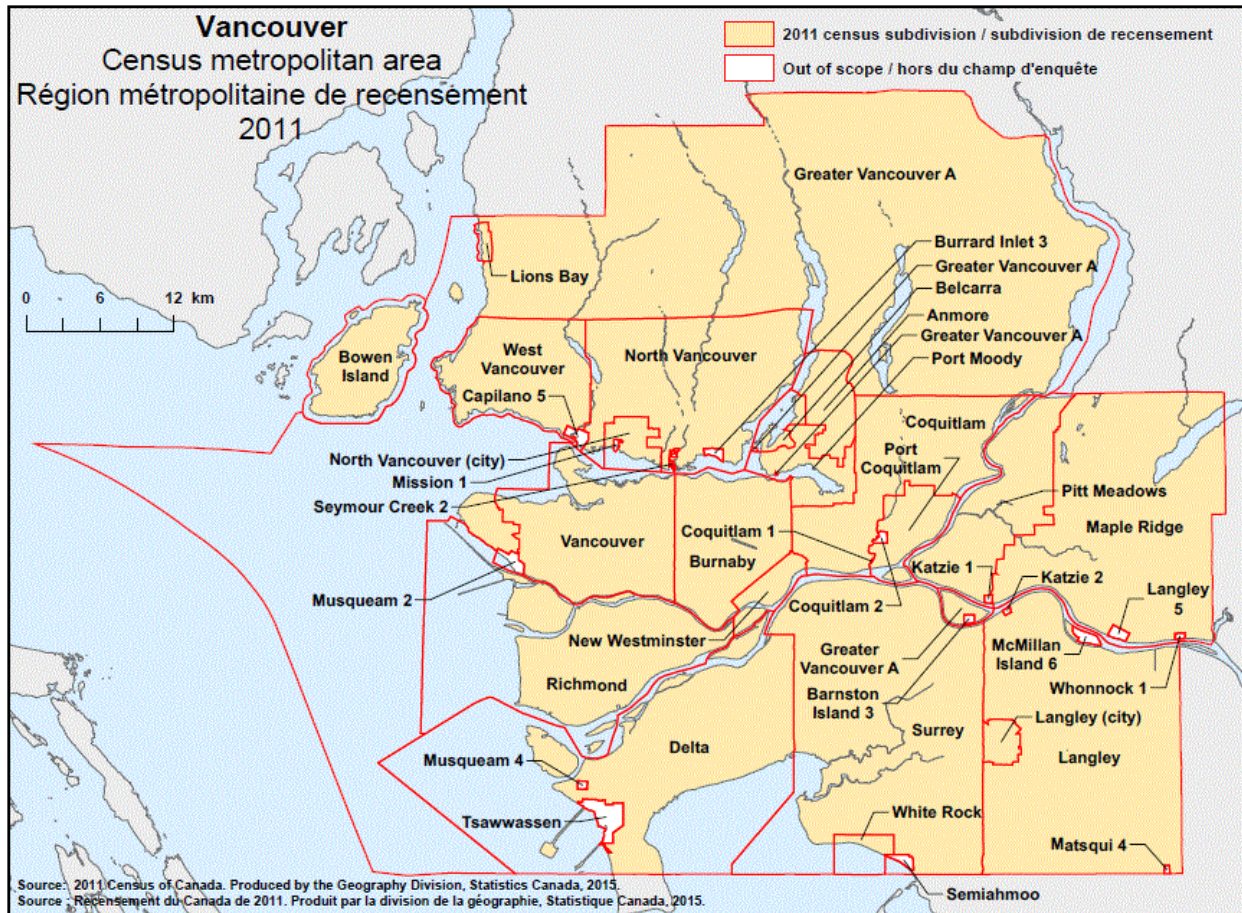 Vancouver
Census metropolitan area
Région métropolitaine de recensement
2011
2011 census subdivision / subdivision de recensement
Out of scope / hors du champ d'enquête
Greater Vancouver A
Burrard Inlet 3
Greater Vancouver A
Belcarra
Anmore
Greater Vancouver A
Port Moody
Lions Bay
0 6 12 km
Bowen
Island
West
Vancouver
North Vancouver
Capilano 5
Coquitlam
Port
Coquitlam
North Vancouver (city)
Mission 1
Seymour Creek 2
Pitt Meadows
Maple Ridge
Vancouver
Coquitlam 1
Burnaby
Katzie 1
Katzie 2
Langley
5
Musqueam 2
Coquitlam 2
New Westminster
Greater
Vancouver A
McMillan
Island 6
Whonnock 1
Richmond
Barnston
Island 3
Langley (city)
Surrey
Delta
Langley
Musqueam 4
Tsawwassen
White Rock
Matsqui 4
Semiahmoo
Source: 2011 Census of Canada. Produced by the Geography Division, Statistics Canada, 2015.
Source : Recensement du Canada de 2011. Produit par la division de la géographie, Statistique Canada, 2015.